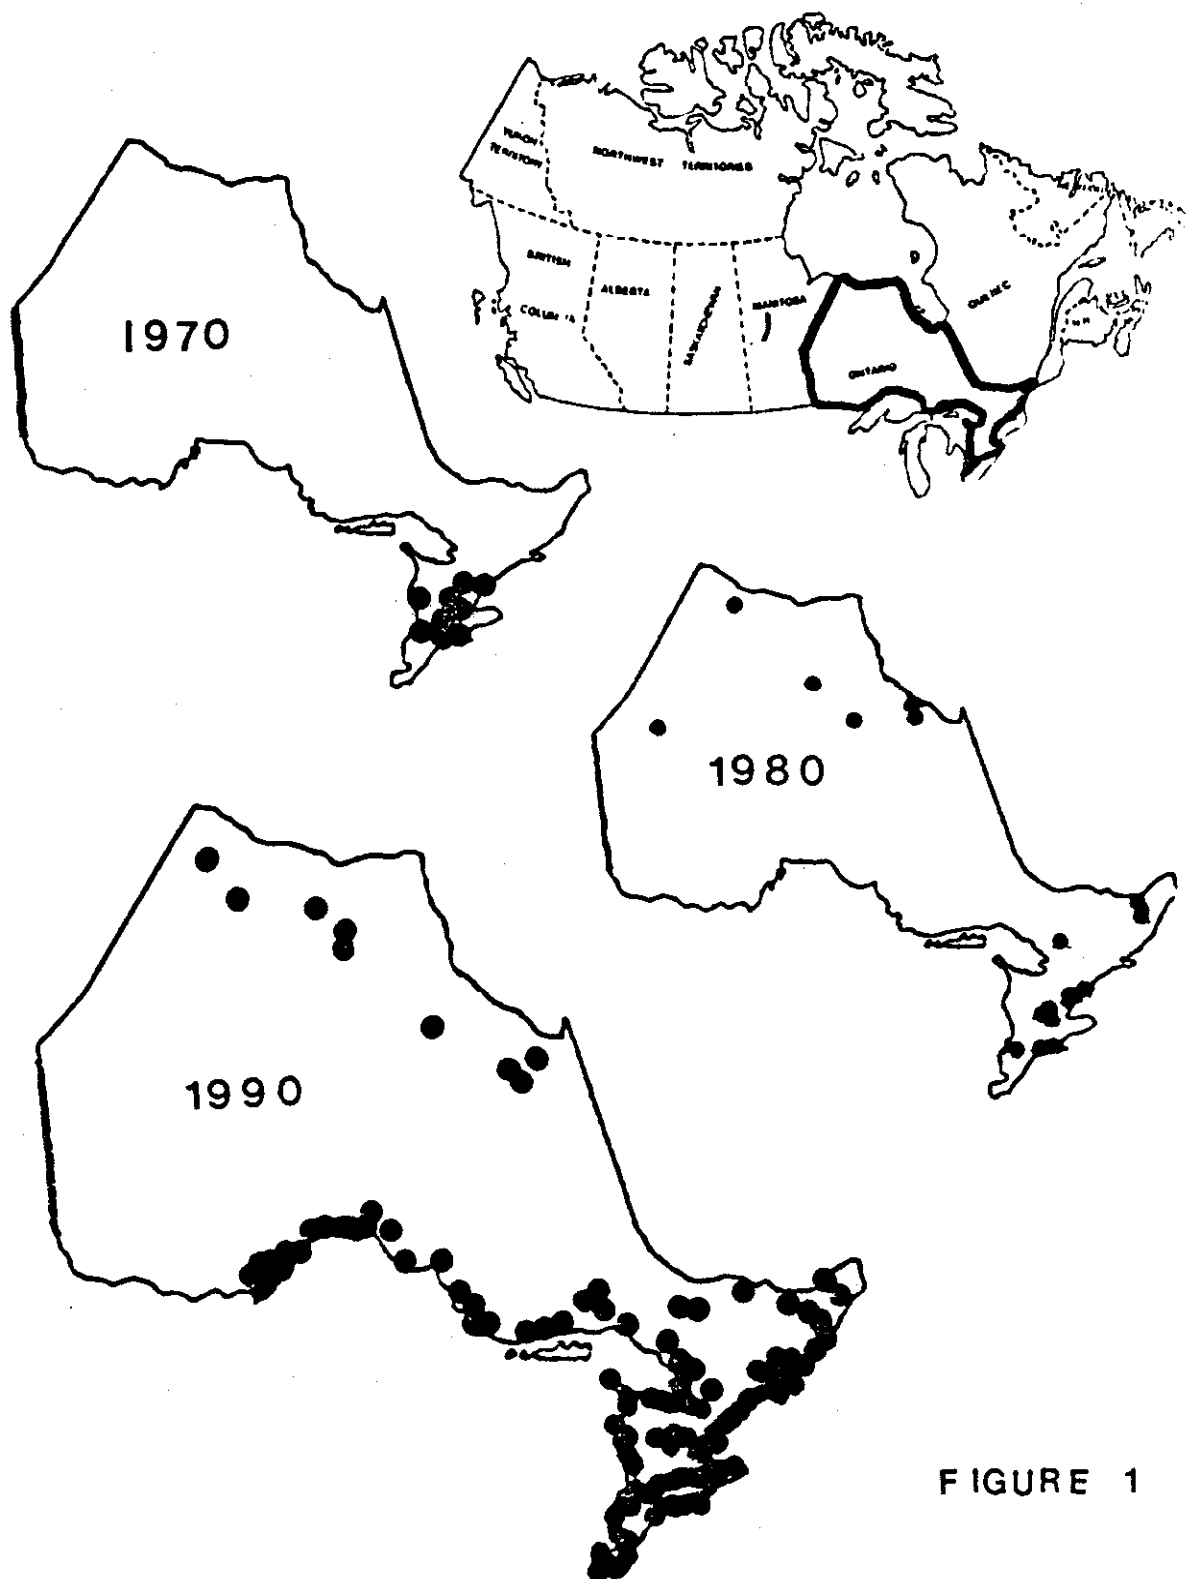 YUKON
TERRITORY
NORTHWEST TERRITORIES
BRITISH
COLUMBIA
ALBERTA
SASKATCHEWAN
MANITOBA
ONTARIO
QUEBEC
1970
1980
1990
FIGURE 1